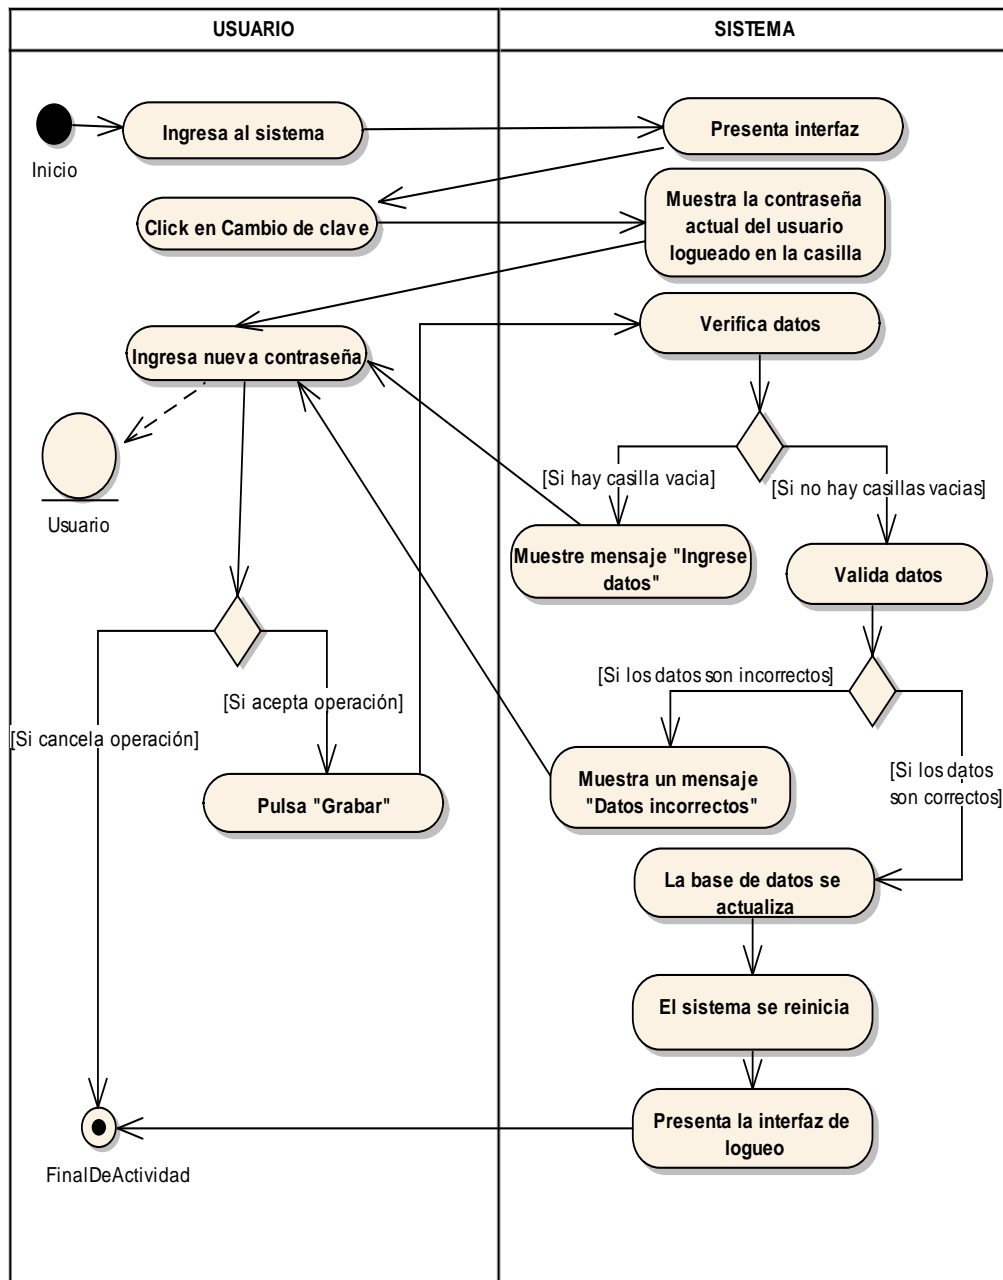 USUARIO
SISTEMA
Inicio
Ingresa al sistema
Presenta interfaz
Click en Cambio de clave
Muestra la contraseña
actual del usuario
logueado en la casilla
Ingresa nueva contraseña
Verifica datos
Usuario
[Si hay casilla vacia]
[Si no hay casillas vacias]
Muestre mensaje "Ingrese
datos"
Valida datos
[Si los datos son incorrectos]
[Si acepta operación]
[Si cancela operación]
[Si los datos
son correctos]
Pulsa "Grabar"
Muestra un mensaje
"Datos incorrectos"
La base de datos se
actualiza
El sistema se reinicia
Presenta la interfaz de
logueo
FinalDeActividad